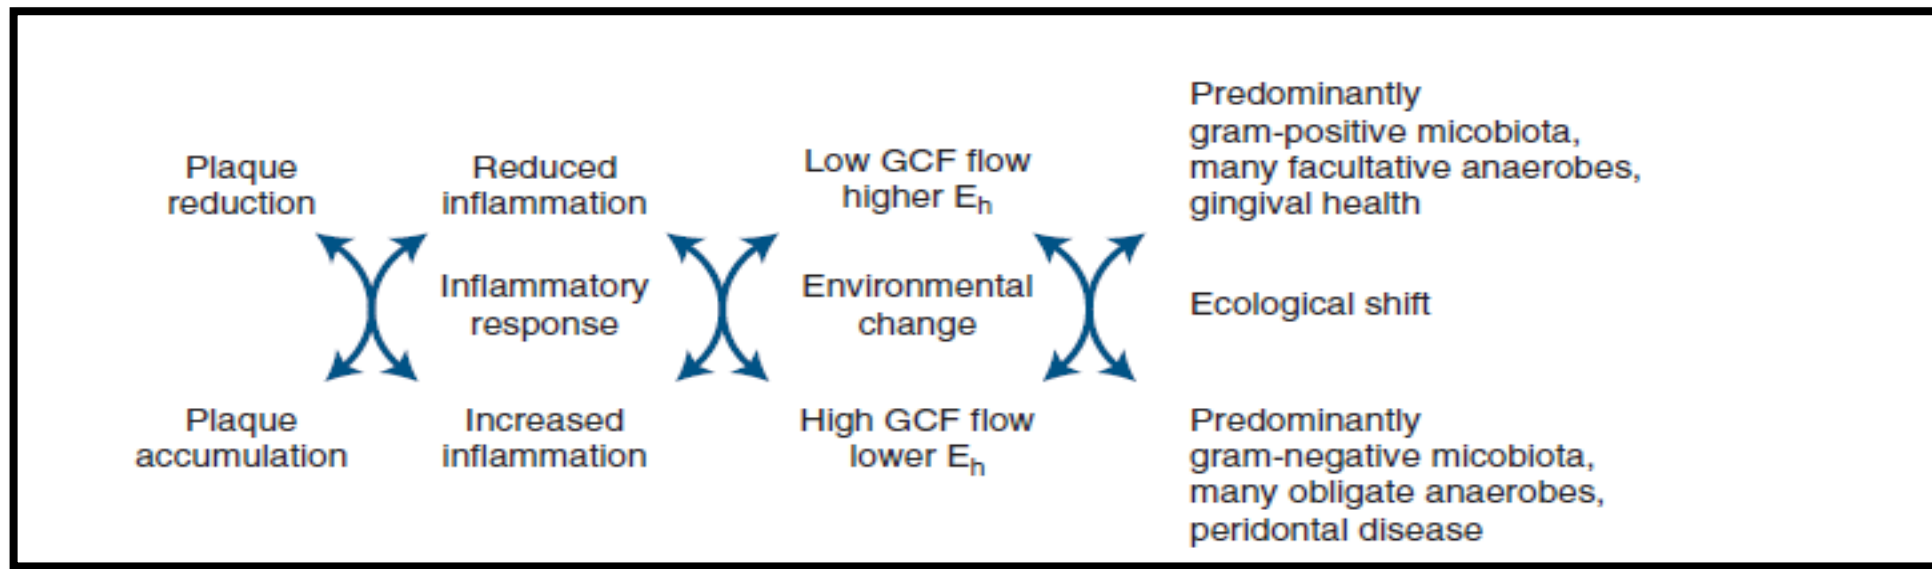 Plaque
reduction
Reduced
inflammation
Low GCF flow
higher Eh
Predominantly
gram-positive micobiota,
many facultative anaerobes,
gingival health
Inflammatory
response
Environmental
change
Ecological shift
Plaque
accumulation
Increased
inflammation
High GCF flow
lower Eh
Predominantly
gram-negative micobiota,
many obligate anaerobes,
peridontal disease